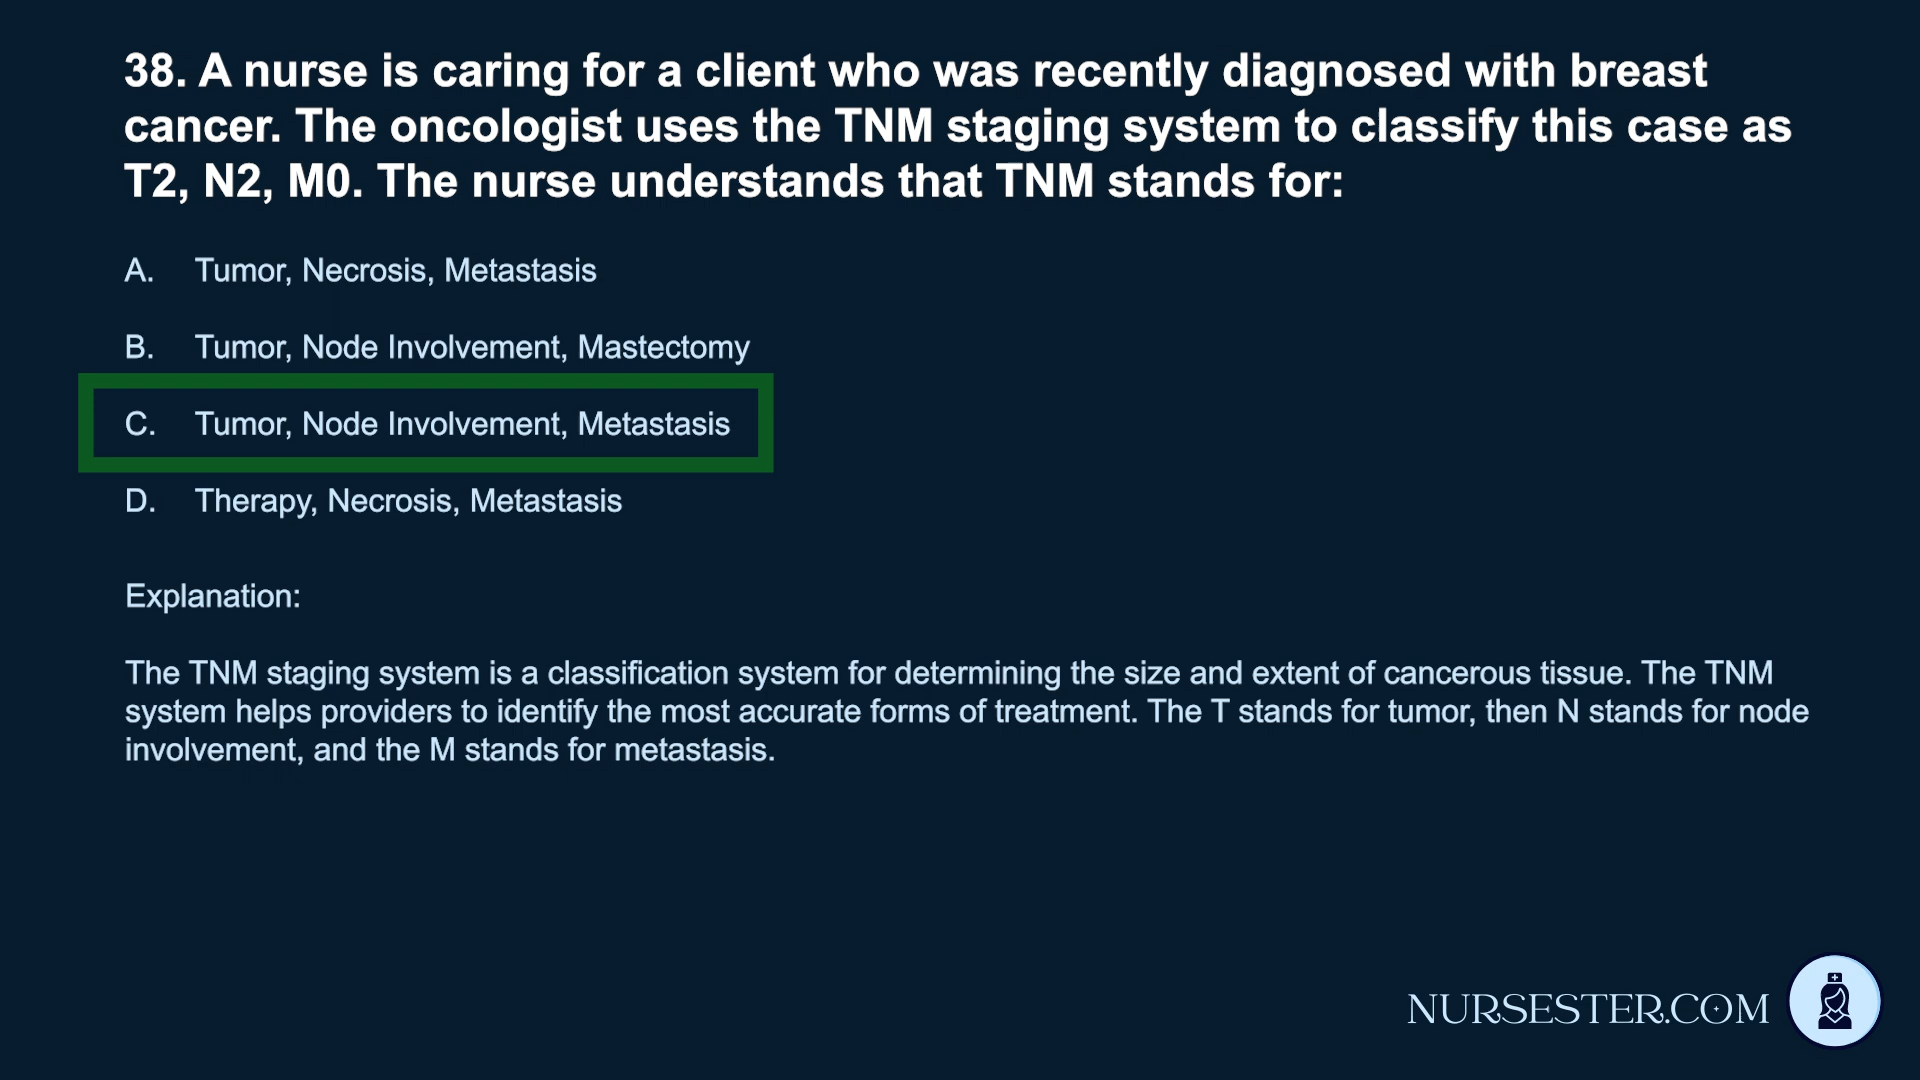 38. A nurse is caring for a client who was recently diagnosed with breast
cancer. The oncologist uses the TNM staging system to classify this case as
T2, N2, M0. The nurse understands that TNM stands for:
A. Tumor, Necrosis, Metastasis
B. Tumor, Node Involvement, Mastectomy
C. Tumor, Node Involvement, Metastasis
D. Therapy, Necrosis, Metastasis
Explanation:
The TNM staging system is a classification system for determining the size and extent of cancerous tissue. The TNM
system helps providers to identify the most accurate forms of treatment. The T stands for tumor, then N stands for node
involvement, and the M stands for metastasis.
NURSESTER.COM